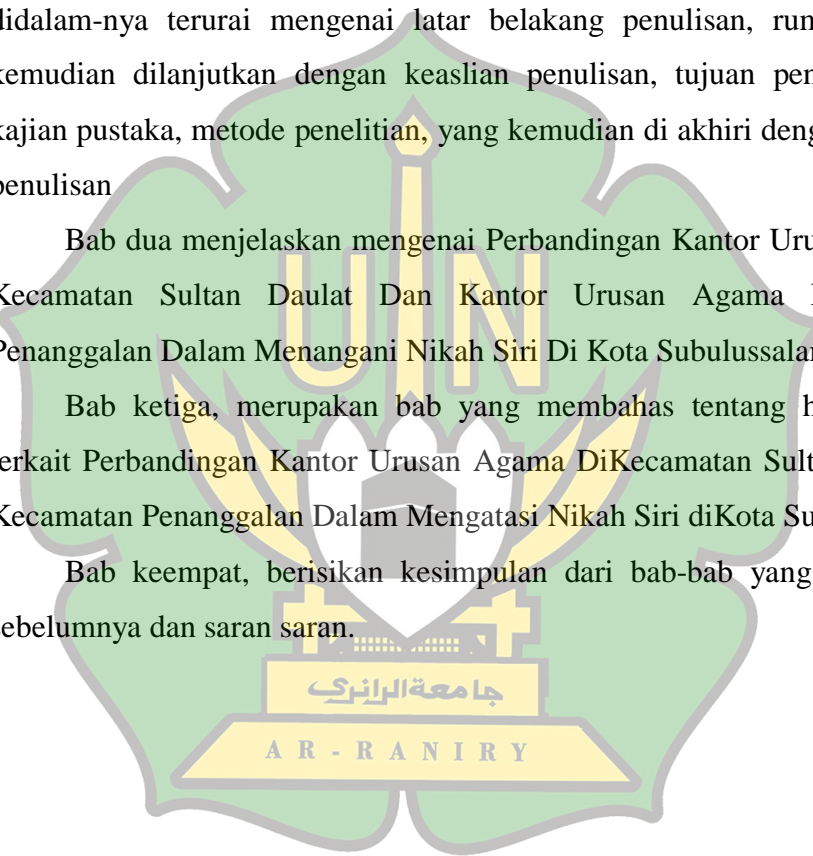 didalam-nya terurai mengenai latar belakang penulisan,
kemudian dilanjutkan dengan keaslian penulisan, tujuan
kajian pustaka, metode penelitian, yang kemudian di akhiri
penulisan
Bab dua menjelaskan mengenai Perbandingan Kantor
Kecamatan Sultan Daulat Dan Kantor Urusan Agama
Penanggalan Dalam Menangani Nikah Siri Di Kota Subulussalam
Bab ketiga, merupakan bab yang membahas tentang
terkait Perbandingan Kantor Urusan Agama DiKecamatan
Kecamatan Penanggalan Dalam Mengatasi Nikah Siri diKota
Bab keempat, berisikan kesimpulan dari bab-bab yang
sebelumnya dan saran saran.
UIN
جامعةالرانري
AR-RANIRY